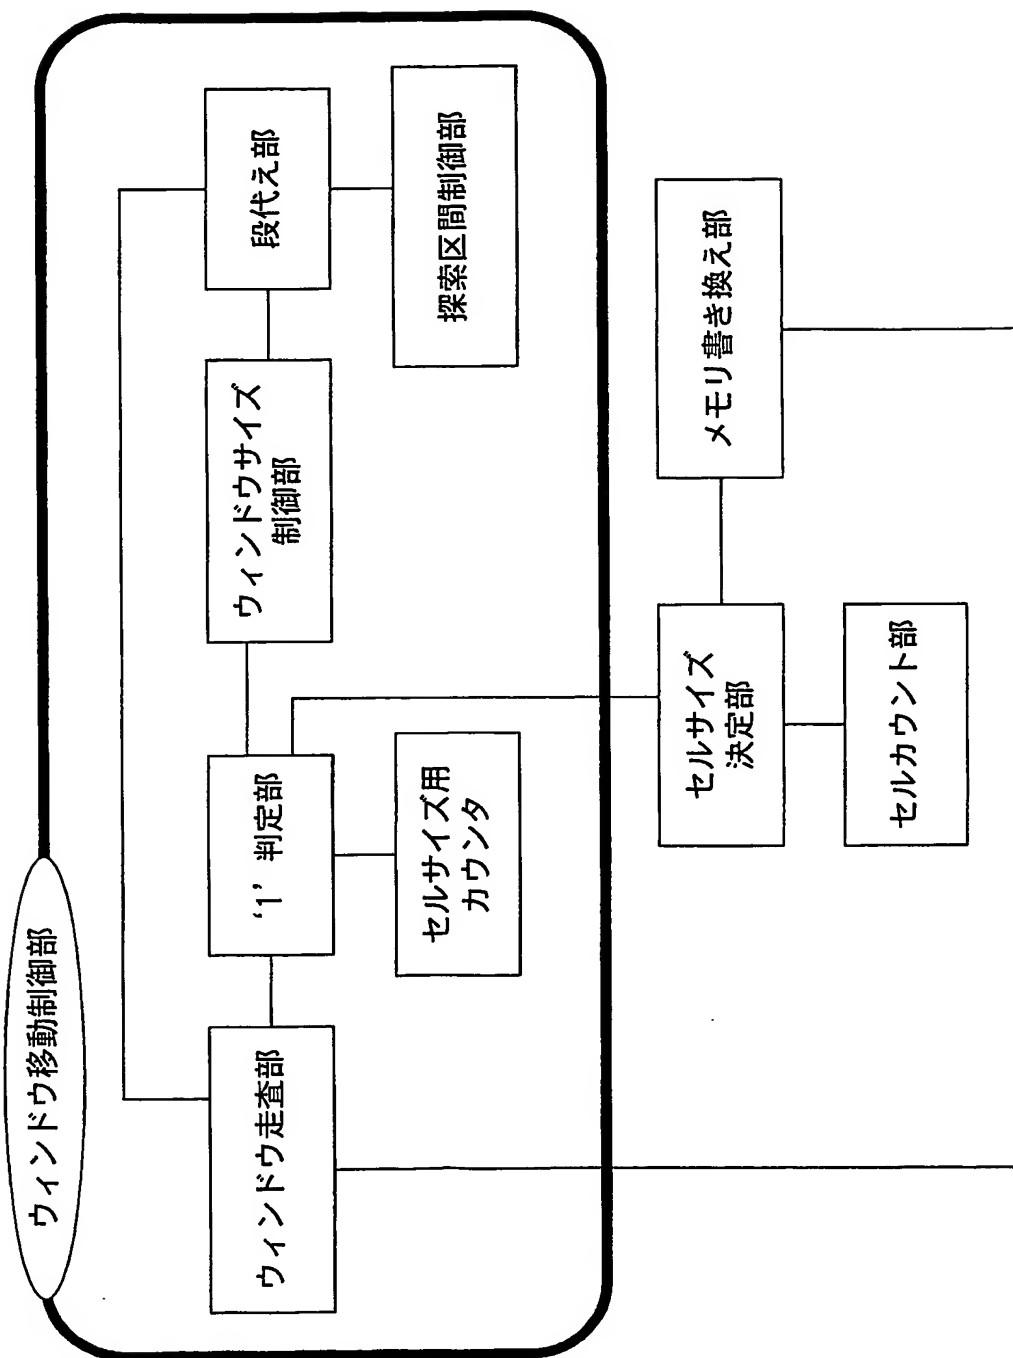 ウィンドウ移動制御部
ウィンドウ走査部
‘1’ 判定部
ウィンドウサイズ
制御部
段代え部
セルサイズ用
カウンタ
探索区間制御部
セルサイズ
決定部
メモリ書き換え部
セルカウント部